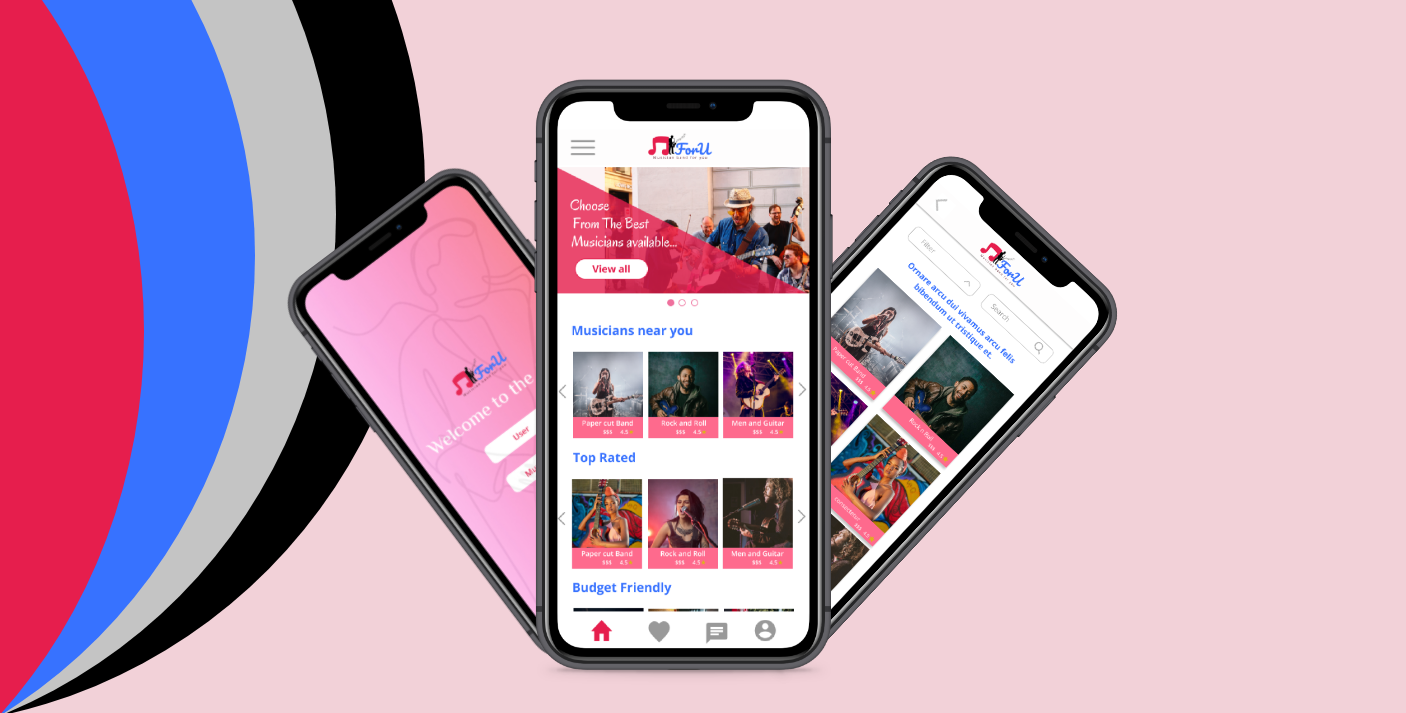 ForU
Musician band for you
Choose
From The Best
Musicians available...
View all
Musicians near you
Paper cut Band
$$$ 4.5
Rock and Roll
$$$ 4.5
Men and Guitar
$$$ 4.5
Top Rated
Paper cut Band
$$$ 4.5
Rock and Roll
$$$ 4.5
Men and Guitar
$$$ 4.5
Budget Friendly
ForU
Welcome to the
User
ForU
Filter
Search
Ornare arcu dui vivamus arcu felis
bibendum ut tristique et.
Paper cut Band
$$$ 4.5
Rock n Roll
$$$ 4.5
consectetur
$$$ 4.5